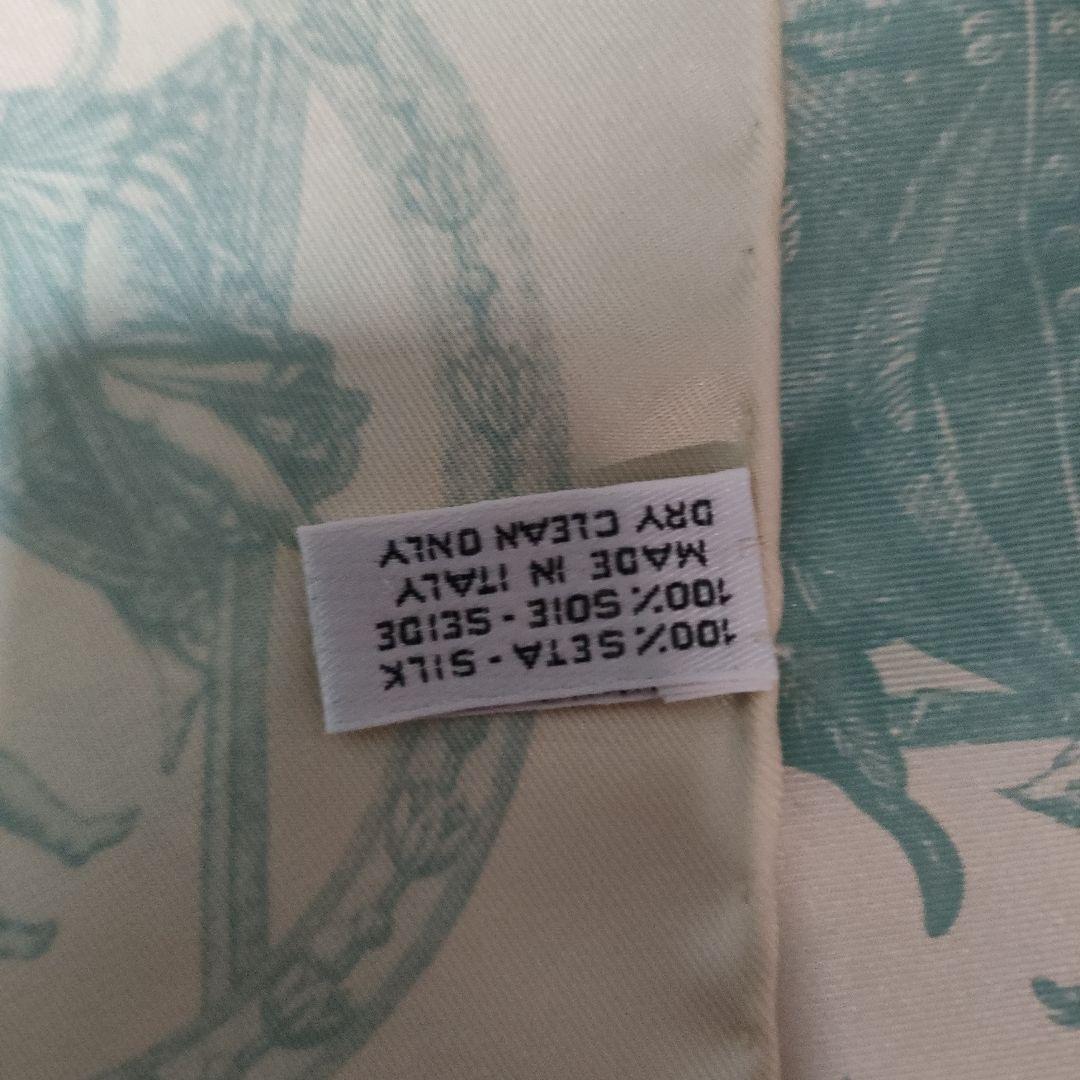 100% SETA - SILK
100% SOIE - SEIDE
MADE IN ITALY
DRY CLEAN ONLY